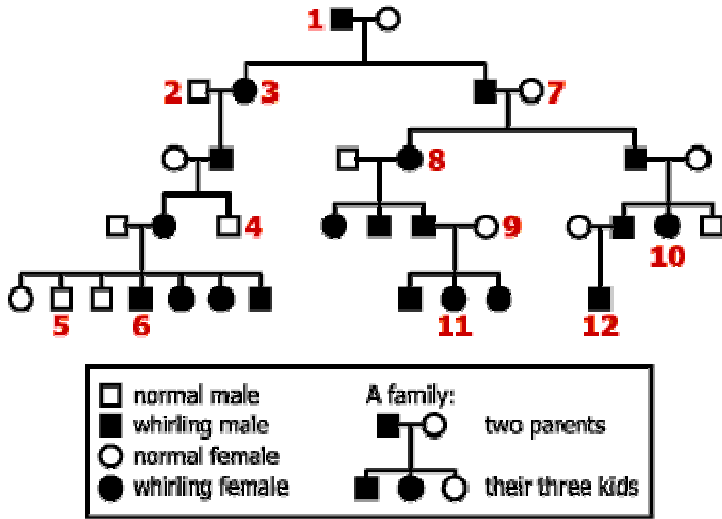 1
2 3 7
8
4 9
10
5 6 11 12
normal male
whirling male
normal female
whirling female
A family:
two parents
their three kids